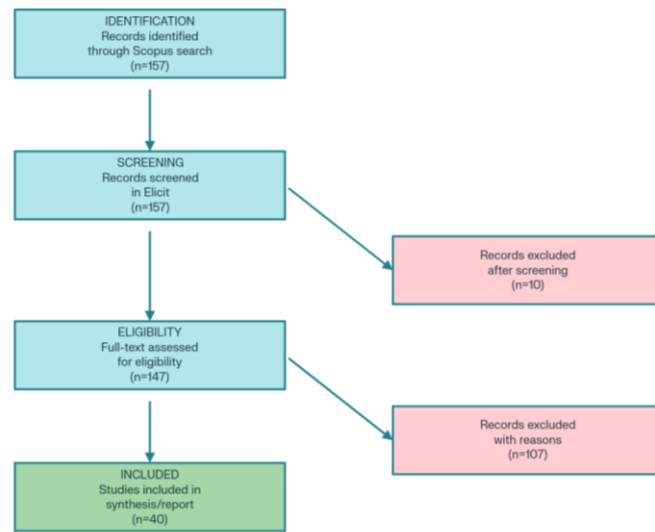 IDENTIFICATION
Records identified
through Scopus search
(n=157)
SCREENING
Records screened
in Elicit
(n=157)
Records excluded
after screening
(n=10)
ELIGIBILITY
Full-text assessed
for eligibility
(n=147)
Records excluded
with reasons
(n=107)
INCLUDED
Studies included in
synthesis/report
(n=40)